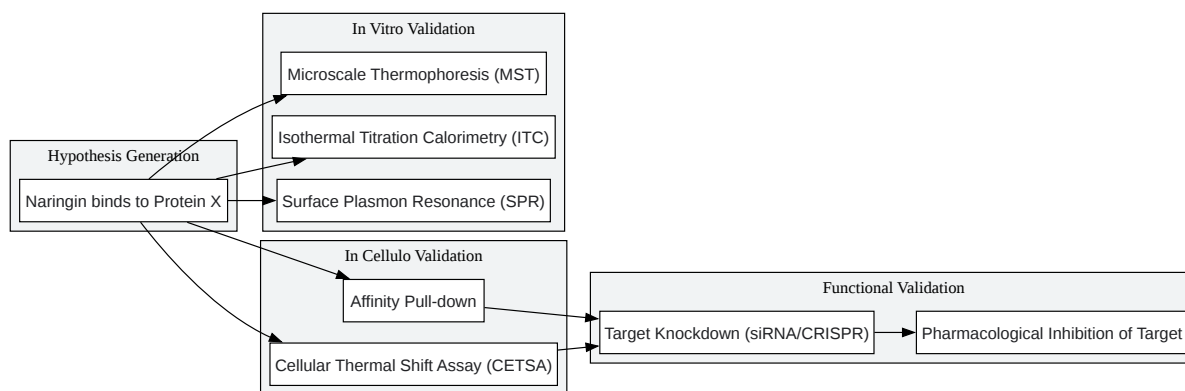 In Vitro Validation
Microscale Thermophoresis (MST)
Isothermal Titration Calorimetry (ITC)
Surface Plasmon Resonance (SPR)
Hypothesis Generation
Naringin binds to Protein X
In Cellulo Validation
Affinity Pull-down
Cellular Thermal Shift Assay (CETSA)
Functional Validation
Target Knockdown (siRNA/CRISPR)
Pharmacological Inhibition of Target